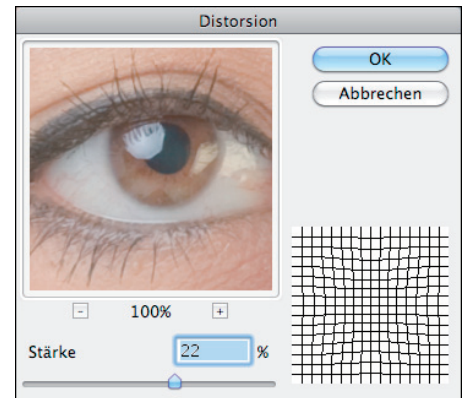 Distorsion
OK
Abbrechen
- 100% +
Stärke 22 %